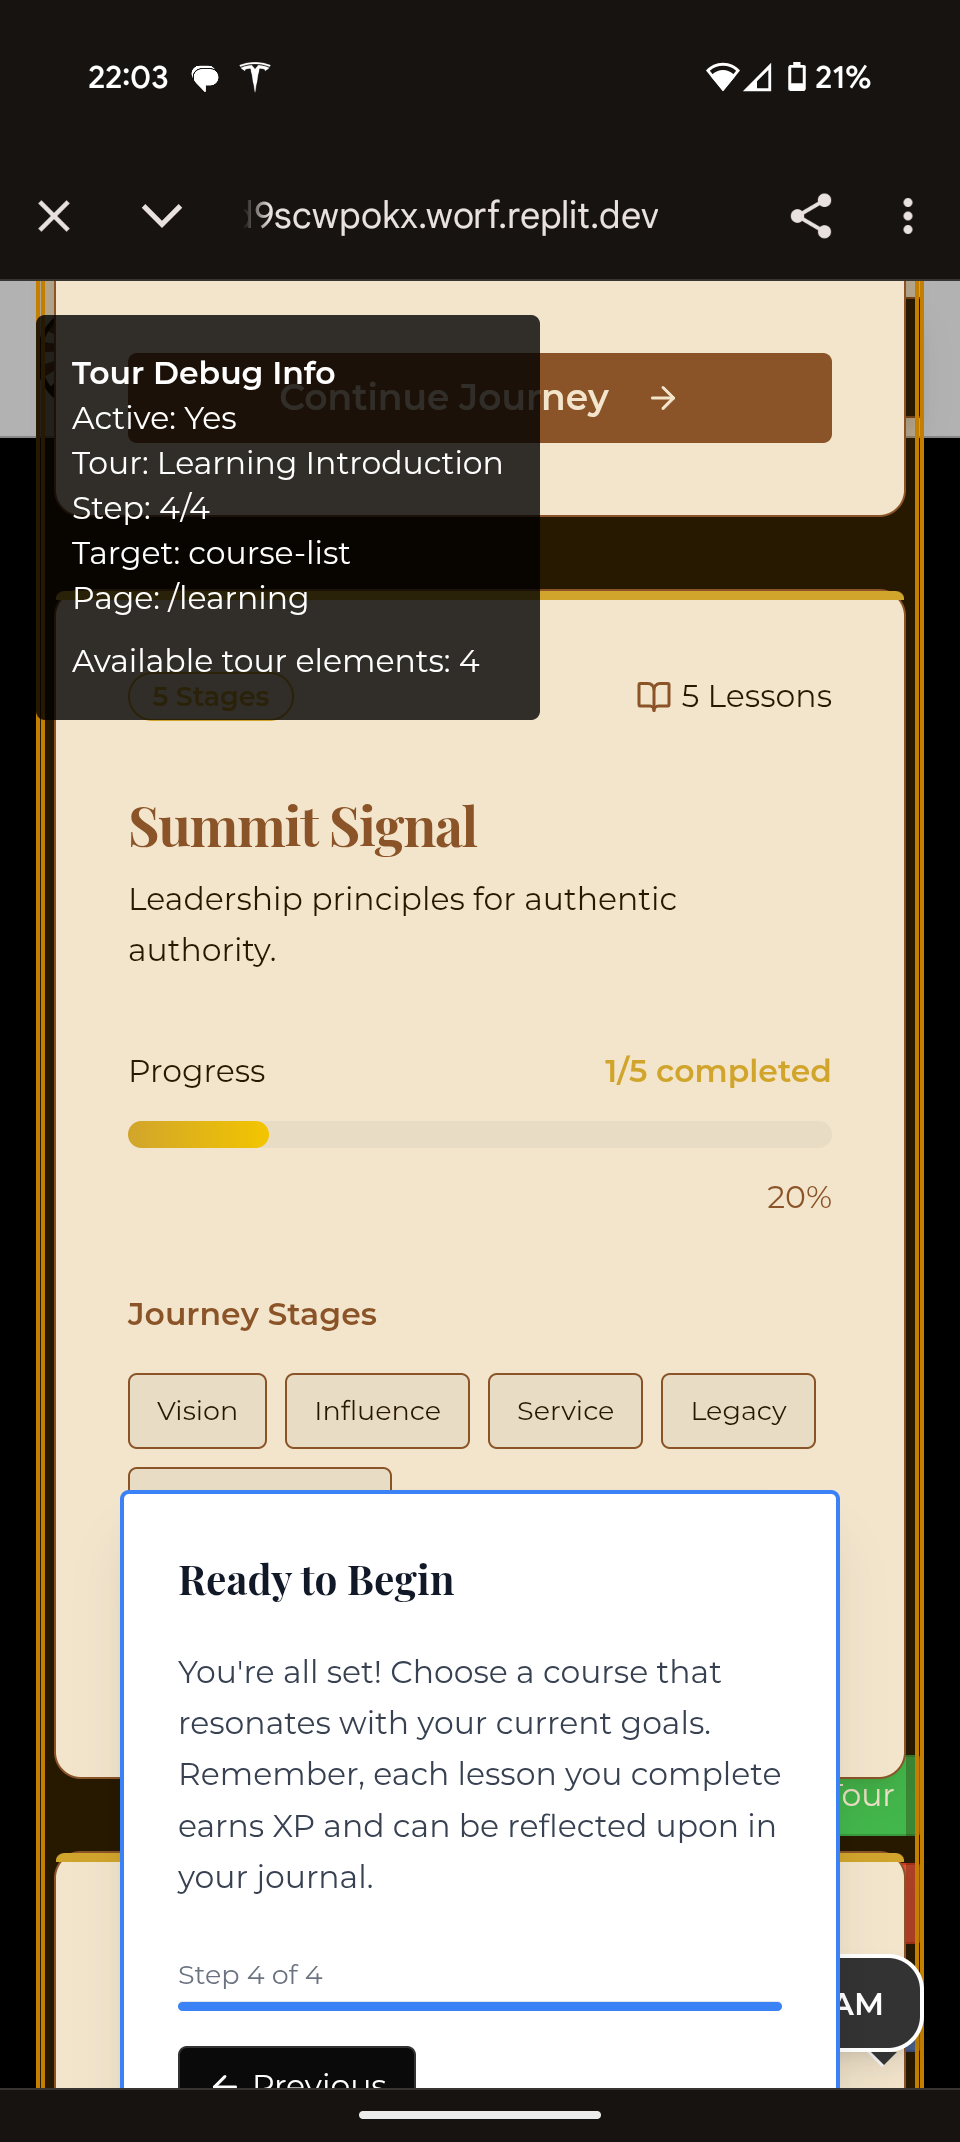 22:03
21%
9scwpokx.worf.replit.dev
Tour Debug Info
Active: Yes
Tour: Learning Introduction
Step: 4/4
Target: course-list
Page: /learning
Available tour elements: 4
Continue Journey →
5 Stages
5 Lessons
Summit Signal
Leadership principles for authentic
authority.
Progress
1/5 completed
20%
Journey Stages
Vision
Influence
Service
Legacy
Ready to Begin
You're all set! Choose a course that
resonates with your current goals.
Remember, each lesson you complete
earns XP and can be reflected upon in
your journal.
Tour
Step 4 of 4
AM
← Previous